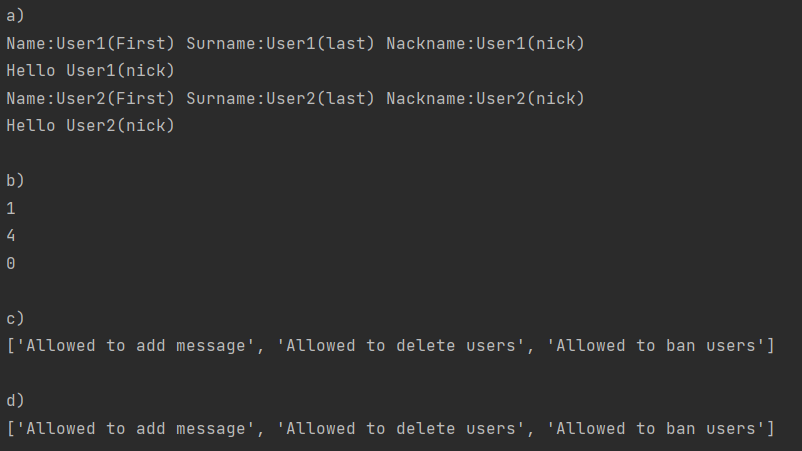 a)
Name:User1(First) Surname:User1(last) Nackname:User1(nick)
Hello User1(nick)
Name:User2(First) Surname:User2(last) Nackname:User2(nick)
Hello User2(nick)
b)
1
4
0
c)
['Allowed to add message', 'Allowed to delete users', 'Allowed to ban users']
d)
['Allowed to add message', 'Allowed to delete users', 'Allowed to ban users']